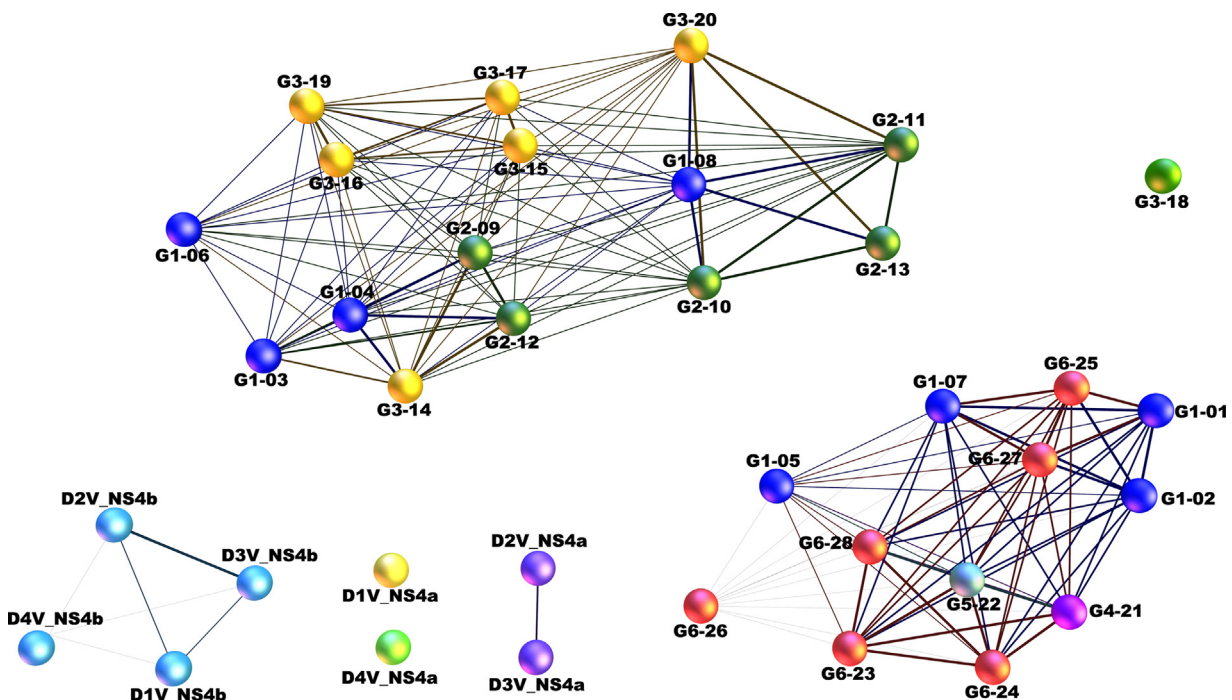 G3-20
G3-17
G3-19
G2-11
G3-15
G1-08
G3-16
G3-18
G2-09
G1-06
G2-13
G1-04
G2-10
G2-12
G1-03
G3-14
G6-25
G1-07
G1-01
G6-27
G1-05
G1-02
D2V_NS4b
D3V_NS4b
D2V_NS4a
G6-28
D1V_NS4a
G5-22
G4-21
D4V_NS4b
G6-26
G6-23
D4V_NS4a
D3V_NS4a
G6-24
D1V_NS4b